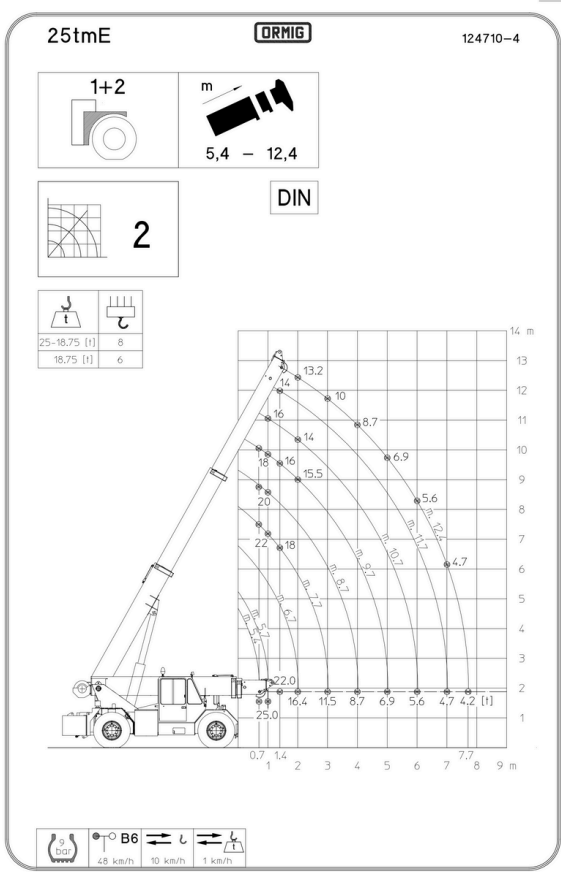 25tmE
ORMIG
124710-4
1+2
m
5,4 – 12,4
2
DIN
t
25-18.75 [t] 8
18.75 [t] 6
14 m
13
12
11
10
9
8
7
6
5
4
3
2
1
13.2
14
10
16
8.7
14
18
16
6.9
15.5
20
5.6
22
18
4.7
m. 12,4
m. 11,7
m. 10,7
m. 9,7
m. 8,7
m. 7,7
m. 6,7
m. 5,7
m. 5,4
22.0
25.0
16.4 11.5 8.7 6.9 5.6 4.7 4.2 [t]
0.7 1,4 7,7
1 2 3 4 5 6 7 8 9 m
9 bar
B6
t
48 km/h
10 km/h
1 km/h